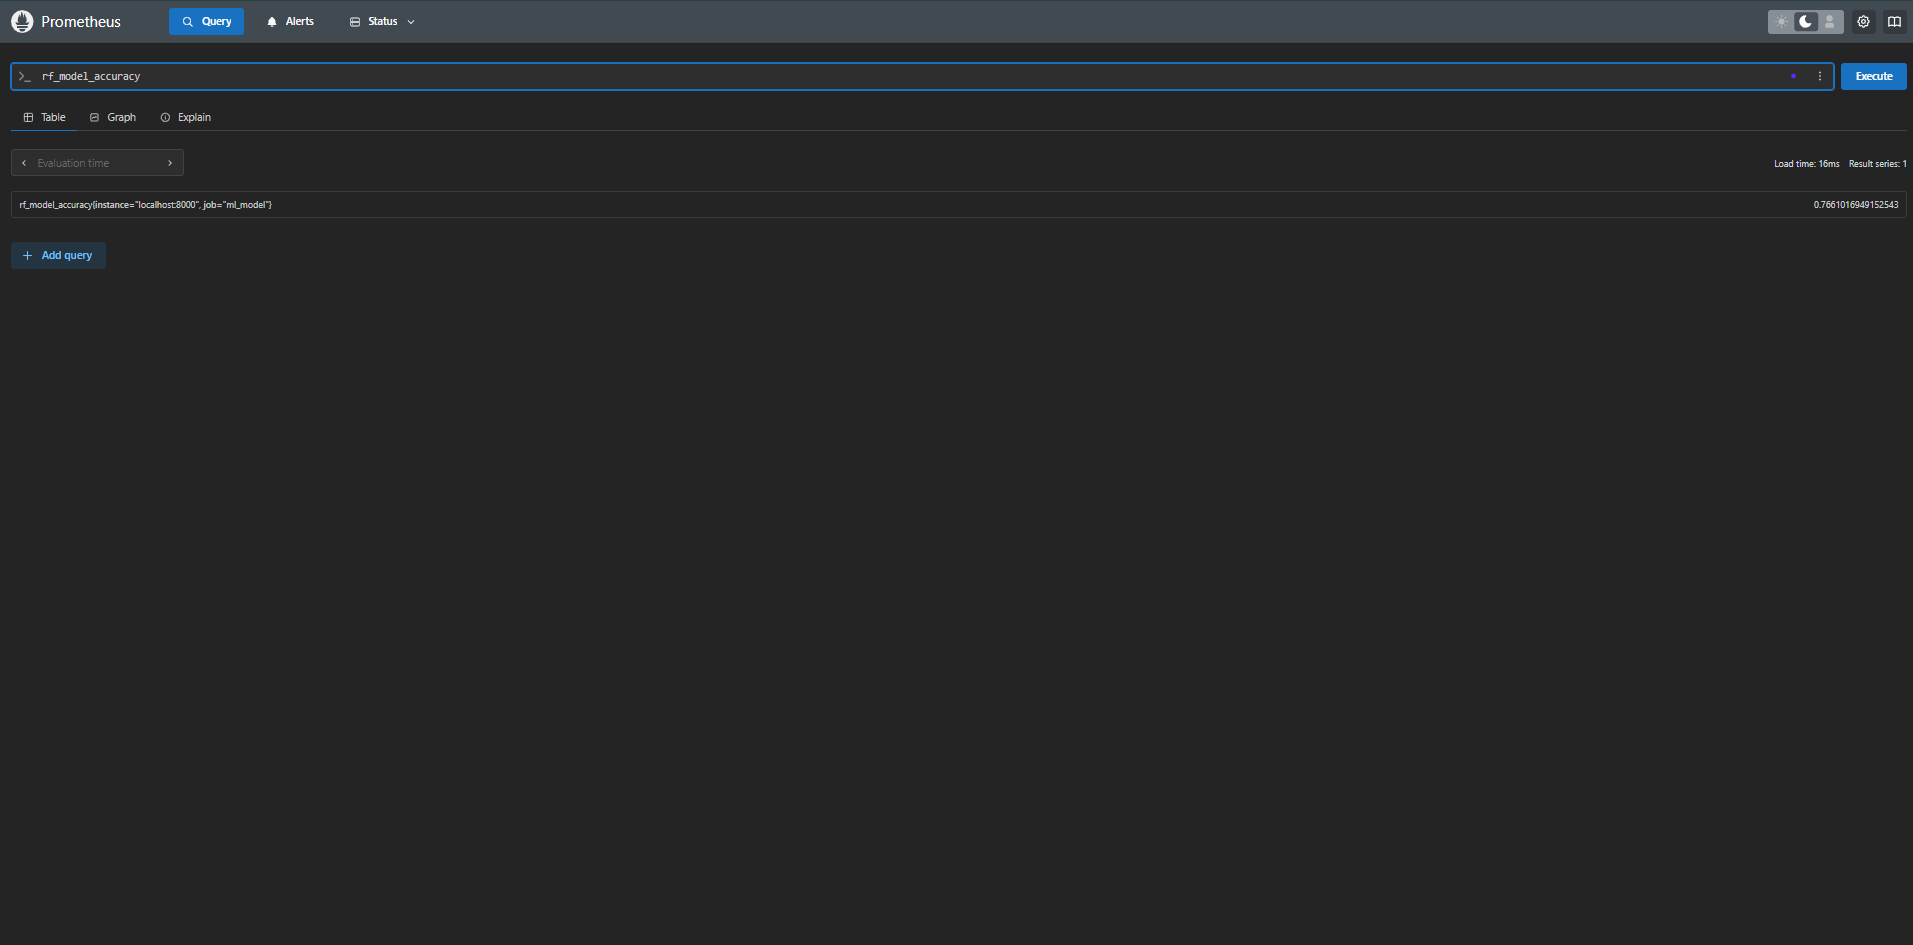 Prometheus Query Alerts Status
rf_model_accuracy Execute
Table Graph Explain
Evaluation time Load time: 16ms Result series: 1
rf_model_accuracy{instance="localhost:8000", job="ml_model"} 0.7661016949152543
Add query